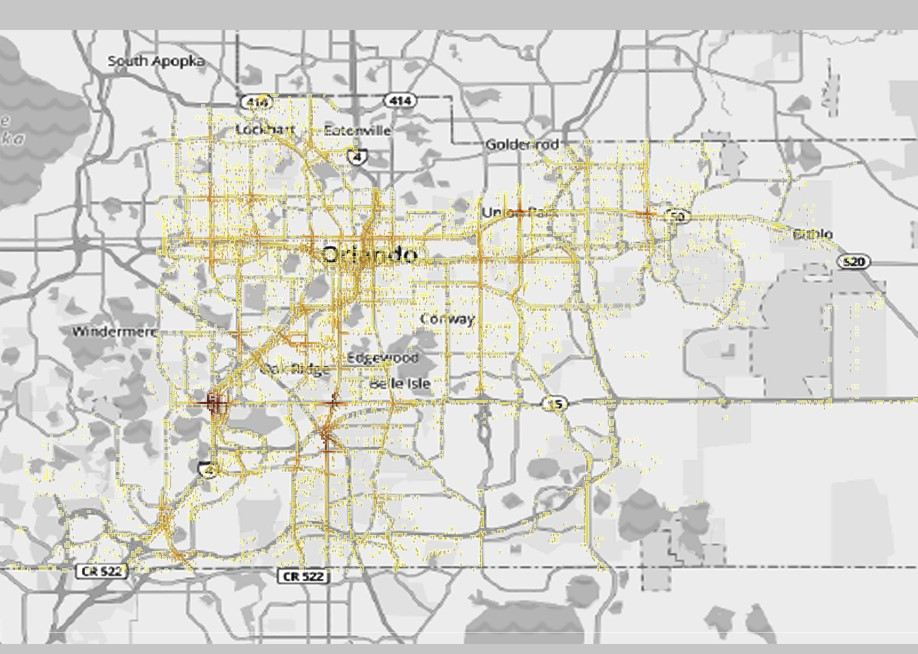 South Apopka
414
414
Lockhart
Eatonville
4
Goldenrod
ka
Union Park
50
Bithlo
Orlando
520
Conway
Windermere
Edgewood
Oak Ridge
Belle Isle
15
4
CR 522
CR 522